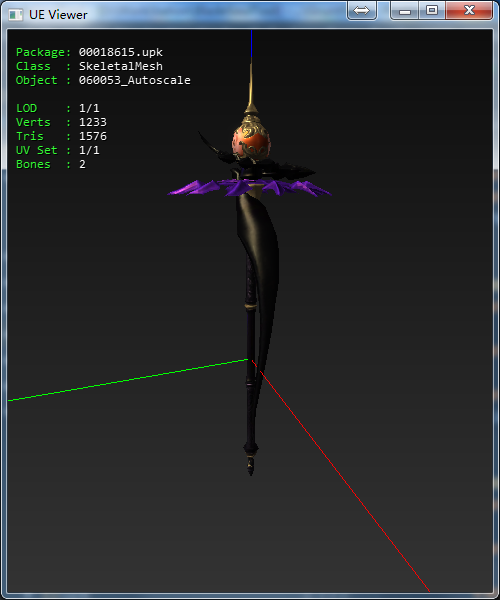 UE Viewer
Package: 00018615.upk
Class : SkeletalMesh
Object : 060053_Autoscale
LOD : 1/1
Verts : 1233
Tris : 1576
UV Set : 1/1
Bones : 2